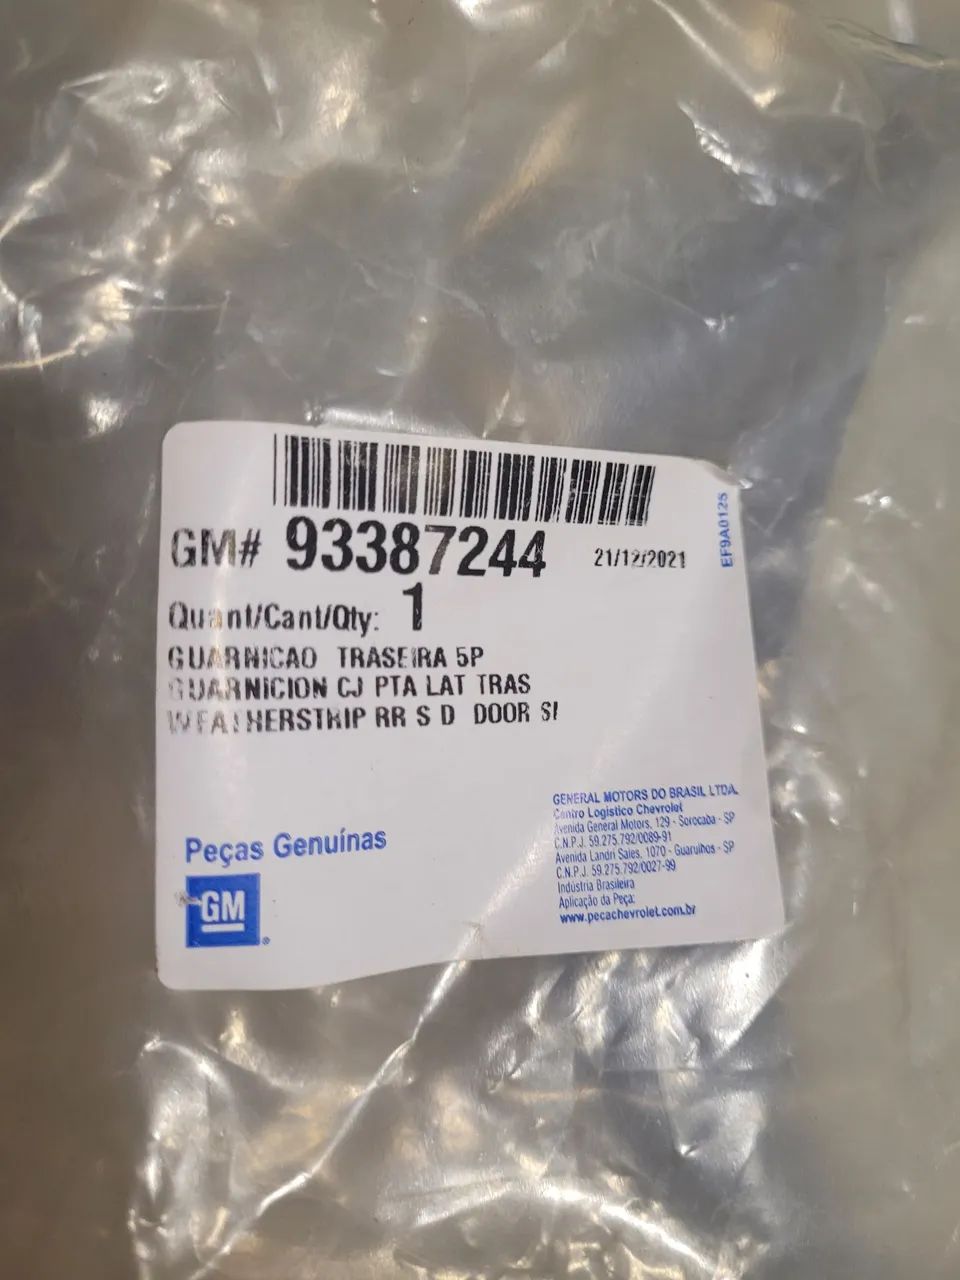 GM# 93387244 21/12/2021
EF9A0125
Quant/Cant/Qty: 1
GUARNICAO TRASEIRA 5P
GUARNICION CJ PTA LAT TRAS
WEATHERSTRIP RR S D DOOR SI
GENERAL MOTORS DO BRASIL LTDA.
Centro Logístico Chevrolet
Avenida General Motors, 129 - Sorocaba - SP
C.N.P.J. 59.275.792/0089-91
Avenida Landri Sales, 1070 - Guarulhos - SP
C.N.P.J. 59.275.792/0027-99
Indústria Brasileira
Aplicação da Peça:
www.pecachevrolet.com.br
Peças Genuínas
GM